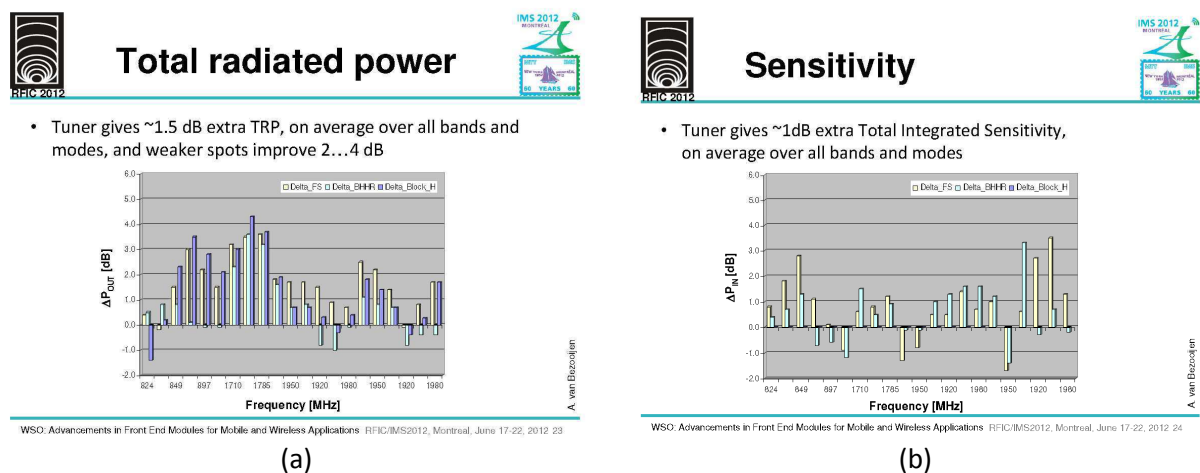 RFIC 2012
Total radiated power
IMS 2012
MONTRÉAL
60 YEARS 60
• Tuner gives ~1.5 dB extra TRP, on average over all bands and
modes, and weaker spots improve 2...4 dB
6.0
5.0
4.0
3.0
2.0
1.0
0.0
-1.0
-2.0
ΔPOUT [dB]
Delta_FS Delta_BHHR Delta_Block_H
824 849 897 1710 1785 1950 1920 1980 1950 1920 1980
Frequency [MHz]
A. van Bezooijen
WSO: Advancements in Front End Modules for Mobile and Wireless Applications RFIC/IMS2012, Montreal, June 17-22, 2012 23
(a)
RFIC 2012
Sensitivity
IMS 2012
MONTRÉAL
60 YEARS 60
• Tuner gives ~1dB extra Total Integrated Sensitivity,
on average over all bands and modes
6.0
5.0
4.0
3.0
2.0
1.0
0.0
-1.0
-2.0
ΔPIN [dB]
Delta_FS Delta_BHHR Delta_Block_H
824 849 897 1710 1785 1950 1920 1980 1950 1920 1980
Frequency [MHz]
A. van Bezooijen
WSO: Advancements in Front End Modules for Mobile and Wireless Applications RFIC/IMS2012, Montreal, June 17-22, 2012 24
(b)